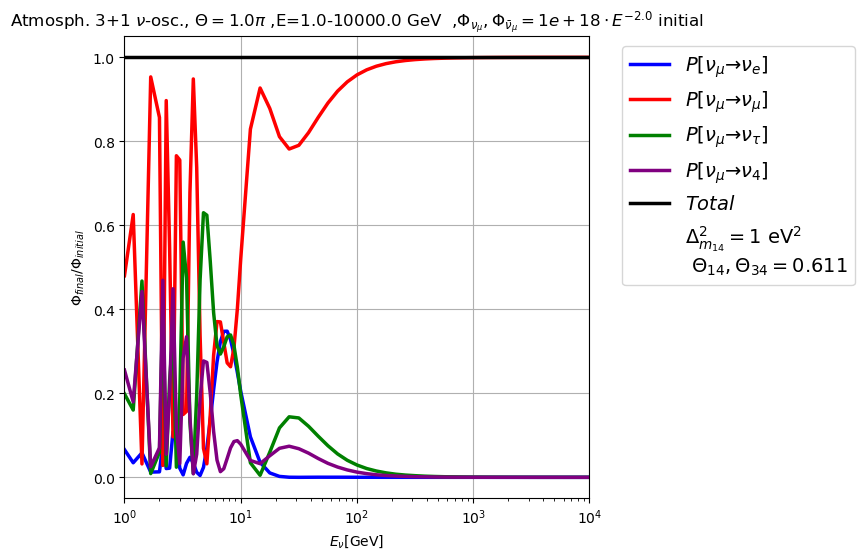 Atmosph. 3+1 ν-osc., Θ = 1.0π ,E=1.0-10000.0 GeV ,Φ_{ν_μ}, Φ_{ν̄_μ} = 1e + 18 · E^{−2.0} initial
Φ_{final}/Φ_{initial}
1.0
0.8
0.6
0.4
0.2
0.0
10^0
10^1
10^2
10^3
10^4
E_ν[GeV]
P[ν_μ→ν_e]
P[ν_μ→ν_μ]
P[ν_μ→ν_τ]
P[ν_μ→ν_4]
Total
Δ^2_{m_{14}} = 1 eV^2
Θ_{14}, Θ_{34} = 0.611